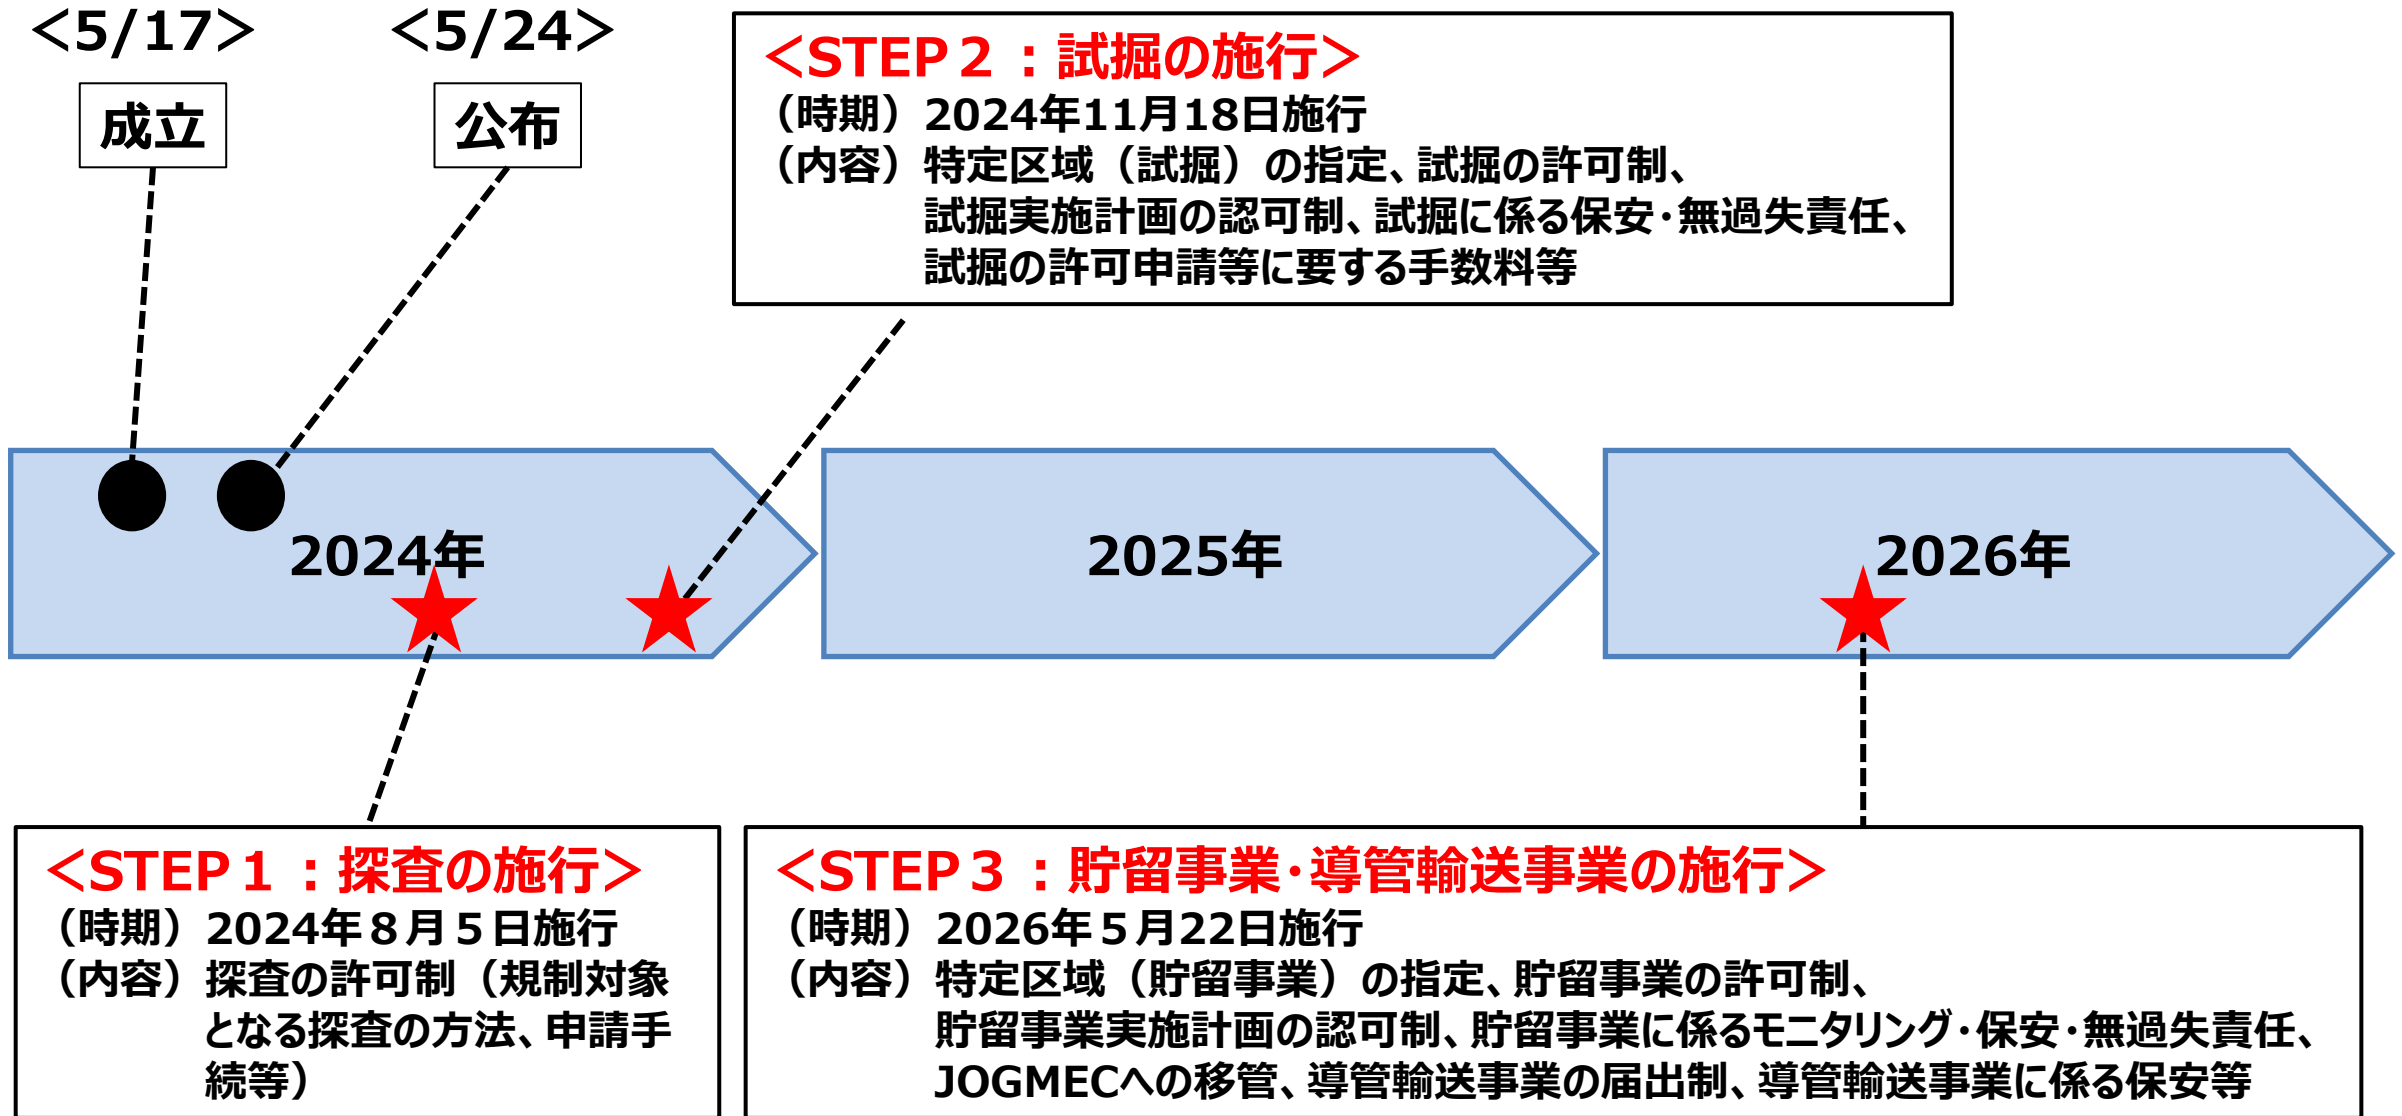 ＜5/17＞
成立
＜5/24＞
公布
＜STEP２：試掘の施行＞
（時期）2024年11月18日施行
（内容）特定区域（試掘）の指定、試掘の許可制、
試掘実施計画の認可制、試掘に係る保安・無過失責任、
試掘の許可申請等に要する手数料等
2024年
2025年
2026年
＜STEP１：探査の施行＞
（時期）2024年８月５日施行
（内容）探査の許可制（規制対象
となる探査の方法、申請手
続等）
＜STEP３：貯留事業・導管輸送事業の施行＞
（時期）2026年５月22日施行
（内容）特定区域（貯留事業）の指定、貯留事業の許可制、
貯留事業実施計画の認可制、貯留事業に係るモニタリング・保安・無過失責任、
JOGMECへの移管、導管輸送事業の届出制、導管輸送事業に係る保安等